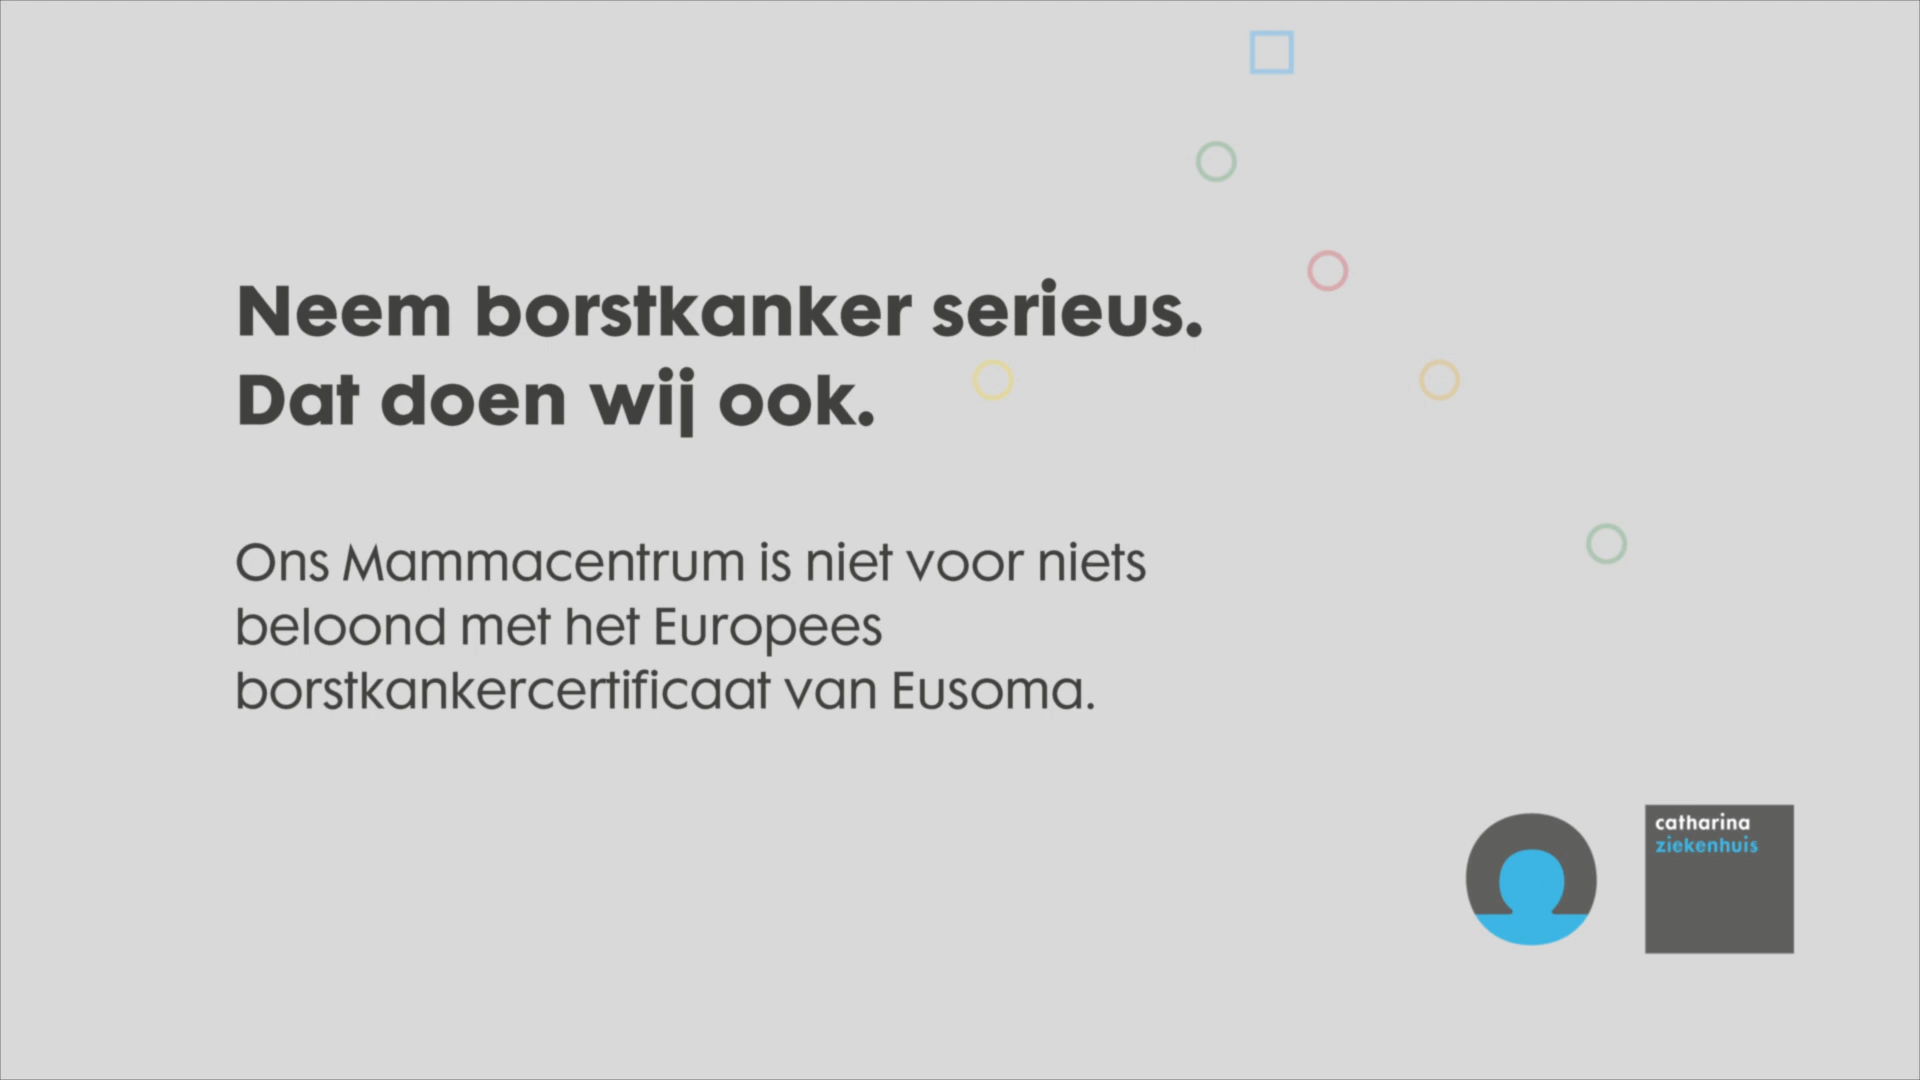 Neem borstkanker serieus.
Dat doen wij ook.
Ons Mammacentrum is niet voor niets
beloond met het Europees
borstkankercertificaat van Eusoma.
catharina
ziekenhuis